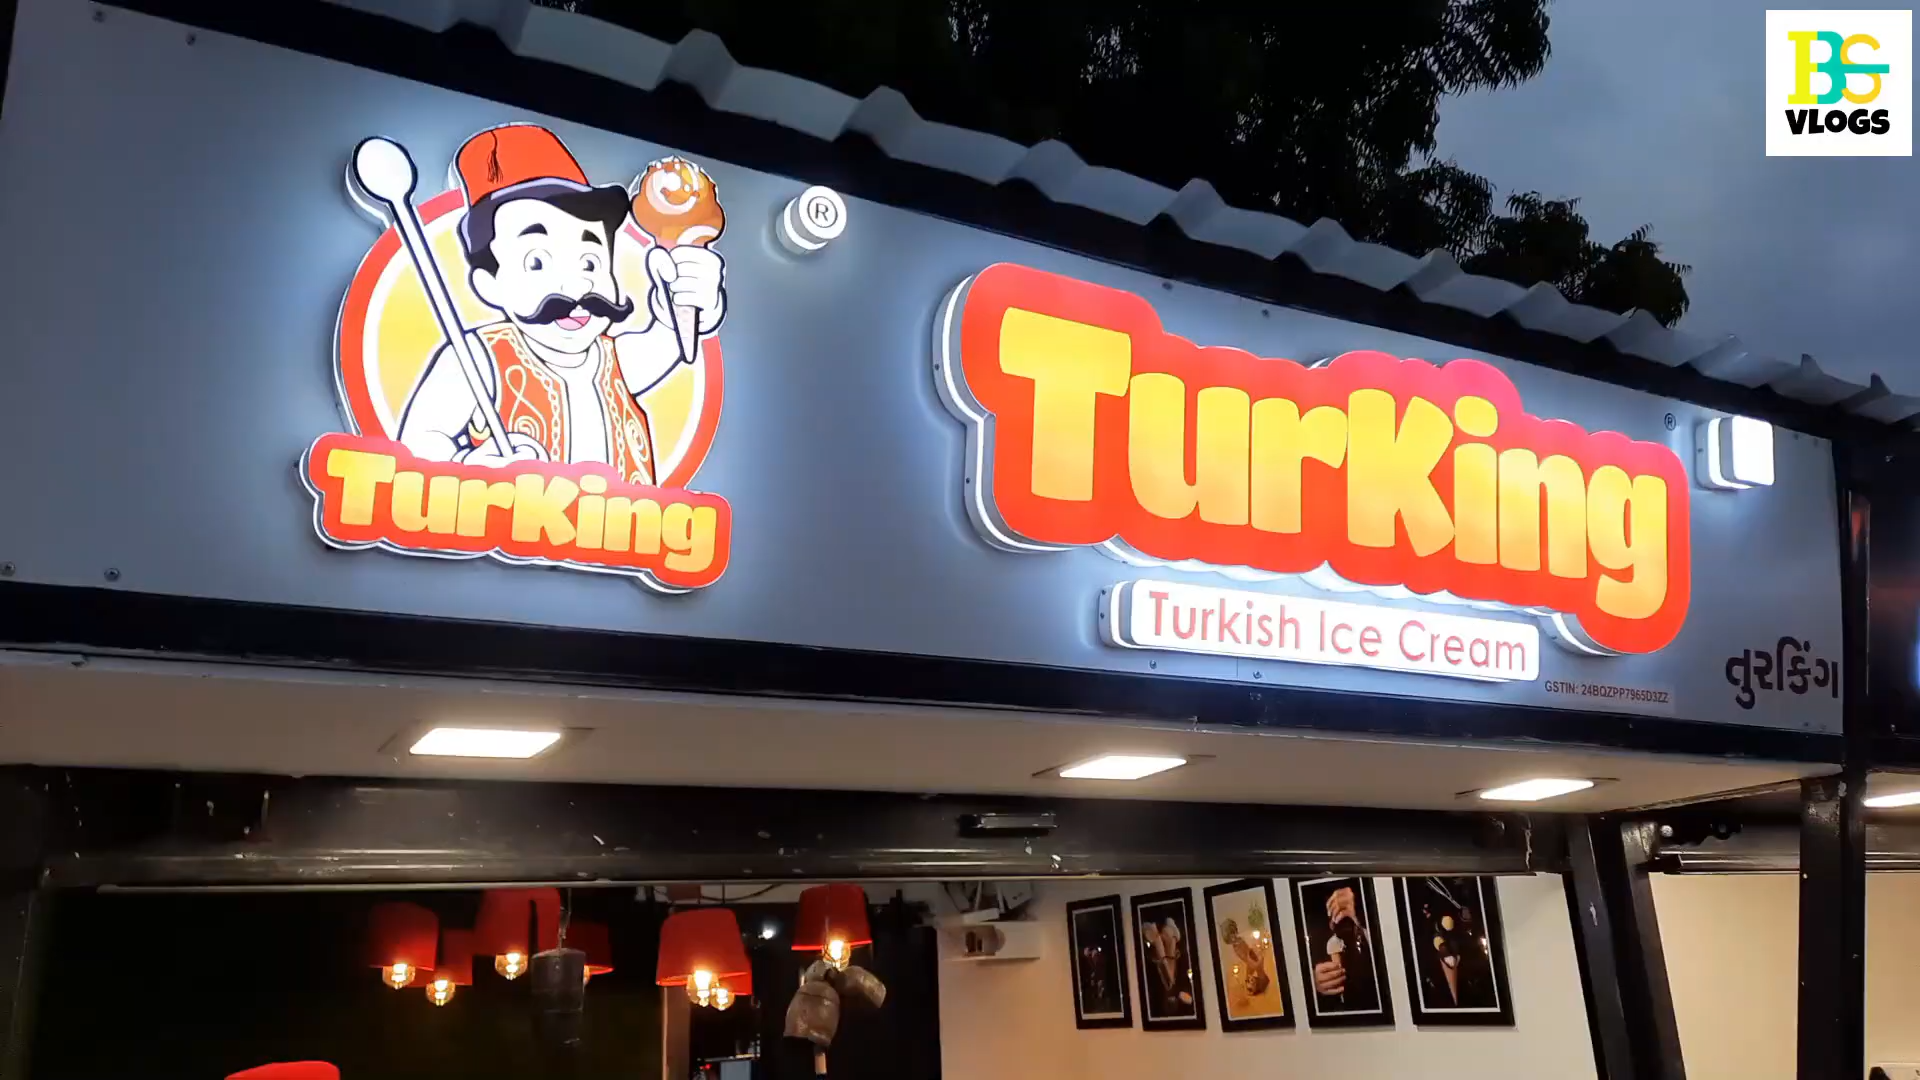 BS
VLOGS
®
TurKing
TurKing
®
Turkish Ice Cream
GSTIN: 24BQZPP7965D3ZZ
તુરકિંગ